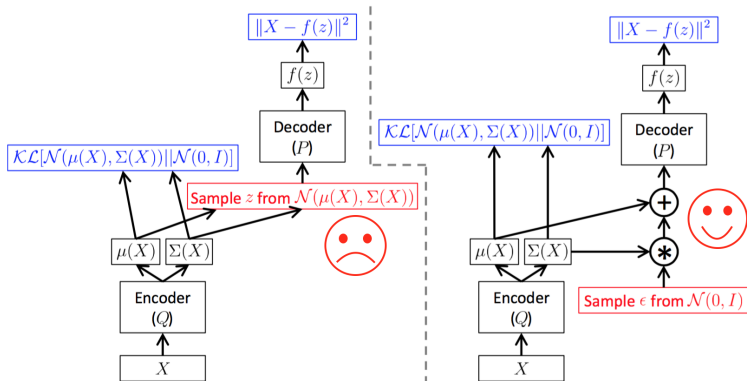 ‖X − f(z)‖²
f(z)
Decoder
(P)
𝒦ℒ[𝒩(μ(X), Σ(X))||𝒩(0, I)]
Sample z from 𝒩(μ(X), Σ(X))
μ(X)
Σ(X)
Encoder
(Q)
X
‖X − f(z)‖²
f(z)
Decoder
(P)
𝒦ℒ[𝒩(μ(X), Σ(X))||𝒩(0, I)]
+
μ(X)
Σ(X)
*
Encoder
(Q)
Sample ϵ from 𝒩(0, I)
X